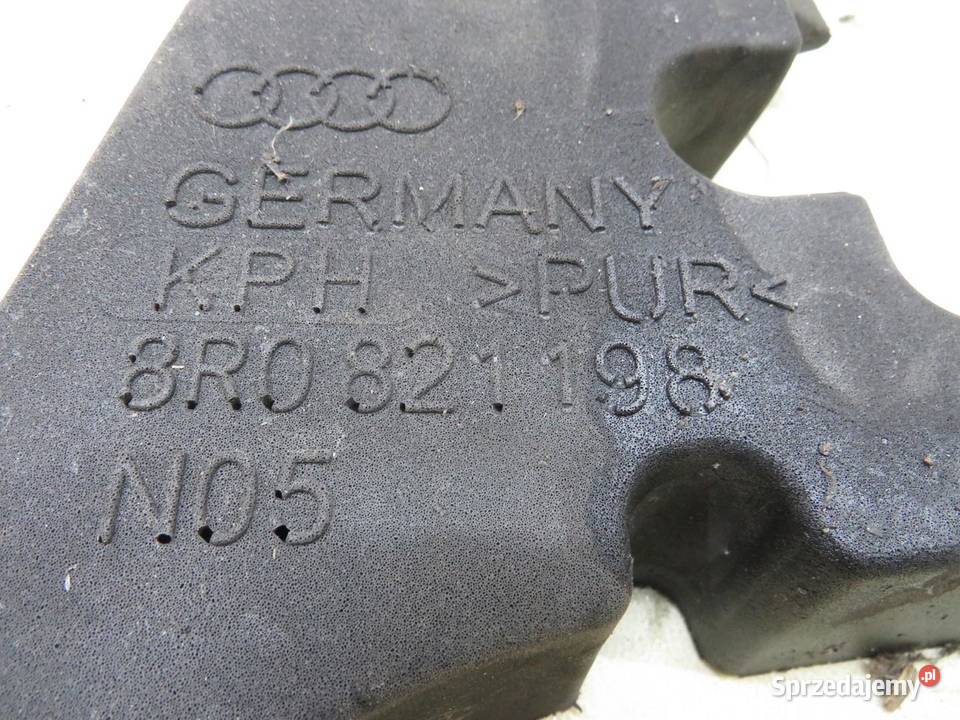 GERMANY
KPH >PUR<
8R0 821 198
N05
Sprzedajemy.pl